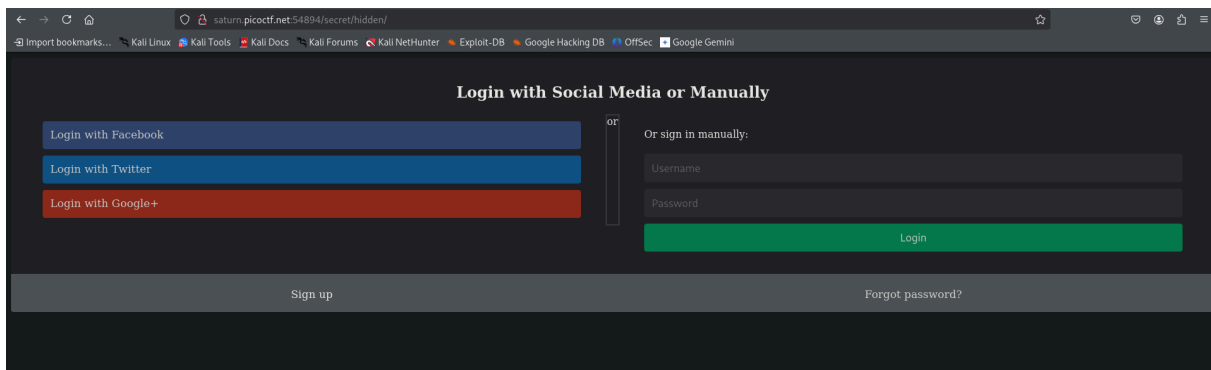 saturn.picoctf.net:54894/secret/hidden/
Import bookmarks... Kali Linux Kali Tools Kali Docs Kali Forums Kali NetHunter Exploit-DB Google Hacking DB OffSec Google Gemini
Login with Social Media or Manually
Login with Facebook
Login with Twitter
Login with Google+
or
Or sign in manually:
Username
Password
Login
Sign up Forgot password?